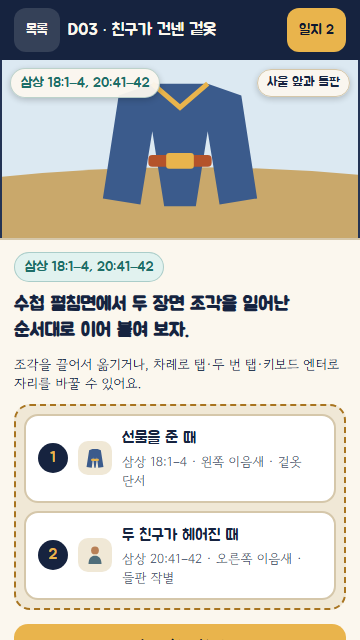 목록
D03 · 친구가 건넨 겉옷
일지 2
삼상 18:1–4, 20:41–42
사울 앞과 들판
삼상 18:1–4, 20:41–42
수첩 펼침면에서 두 장면 조각을 일어난
순서대로 이어 붙여 보자.
조각을 끌어서 옮기거나, 차례로 탭·두 번 탭·키보드 엔터로
자리를 바꿀 수 있어요.
1
선물을 준 때
삼상 18:1–4 · 왼쪽 이음새 · 겉옷
단서
2
두 친구가 헤어진 때
삼상 20:41–42 · 오른쪽 이음새 ·
들판 작별